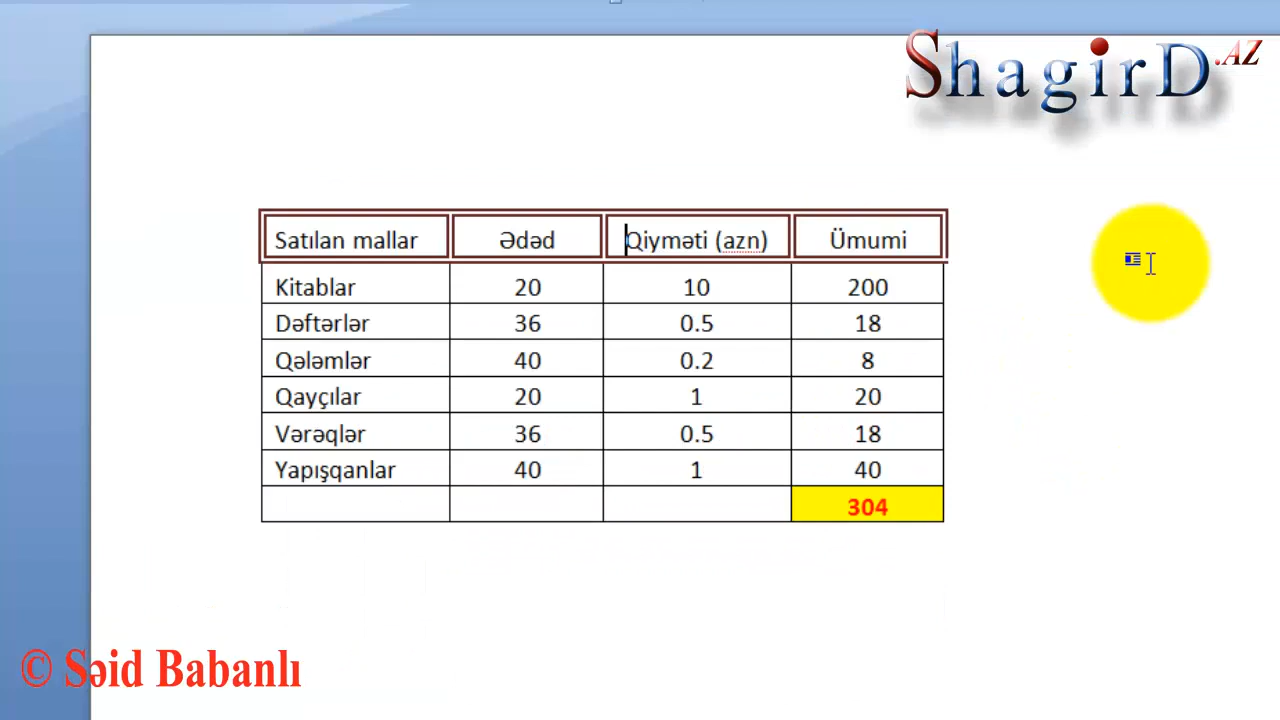 ShagirD.AZ
Satılan mallar Ədəd Qiyməti (azn) Ümumi
Kitablar 20 10 200
Dəftərlər 36 0.5 18
Qələmlər 40 0.2 8
Qayçılar 20 1 20
Vərəqlər 36 0.5 18
Yapışqanlar 40 1 40
304
© Səid Babanlı